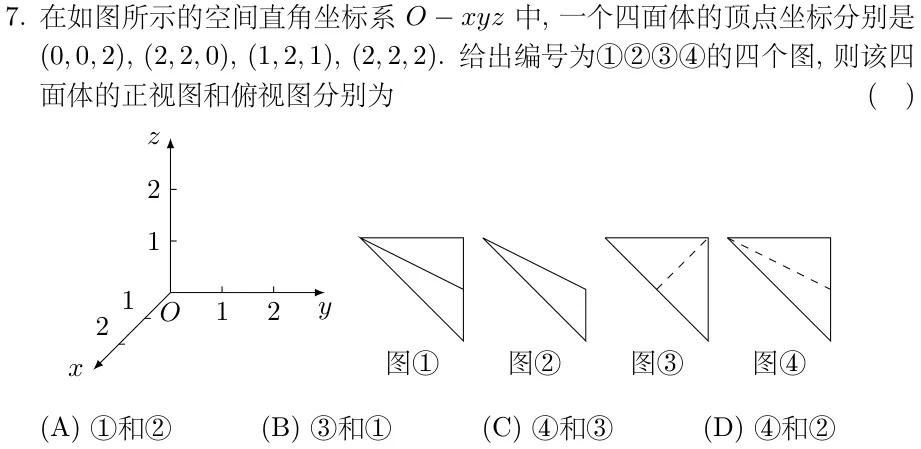 7. 在如图所示的空间直角坐标系 O − xyz 中, 一个四面体的顶点坐标分别是
(0, 0, 2), (2, 2, 0), (1, 2, 1), (2, 2, 2). 给出编号为①②③④的四个图, 则该四
面体的正视图和俯视图分别为 ( )
z
2
1
1
O 1 2 y
2
x
图① 图② 图③ 图④
(A) ①和② (B) ③和① (C) ④和③ (D) ④和②